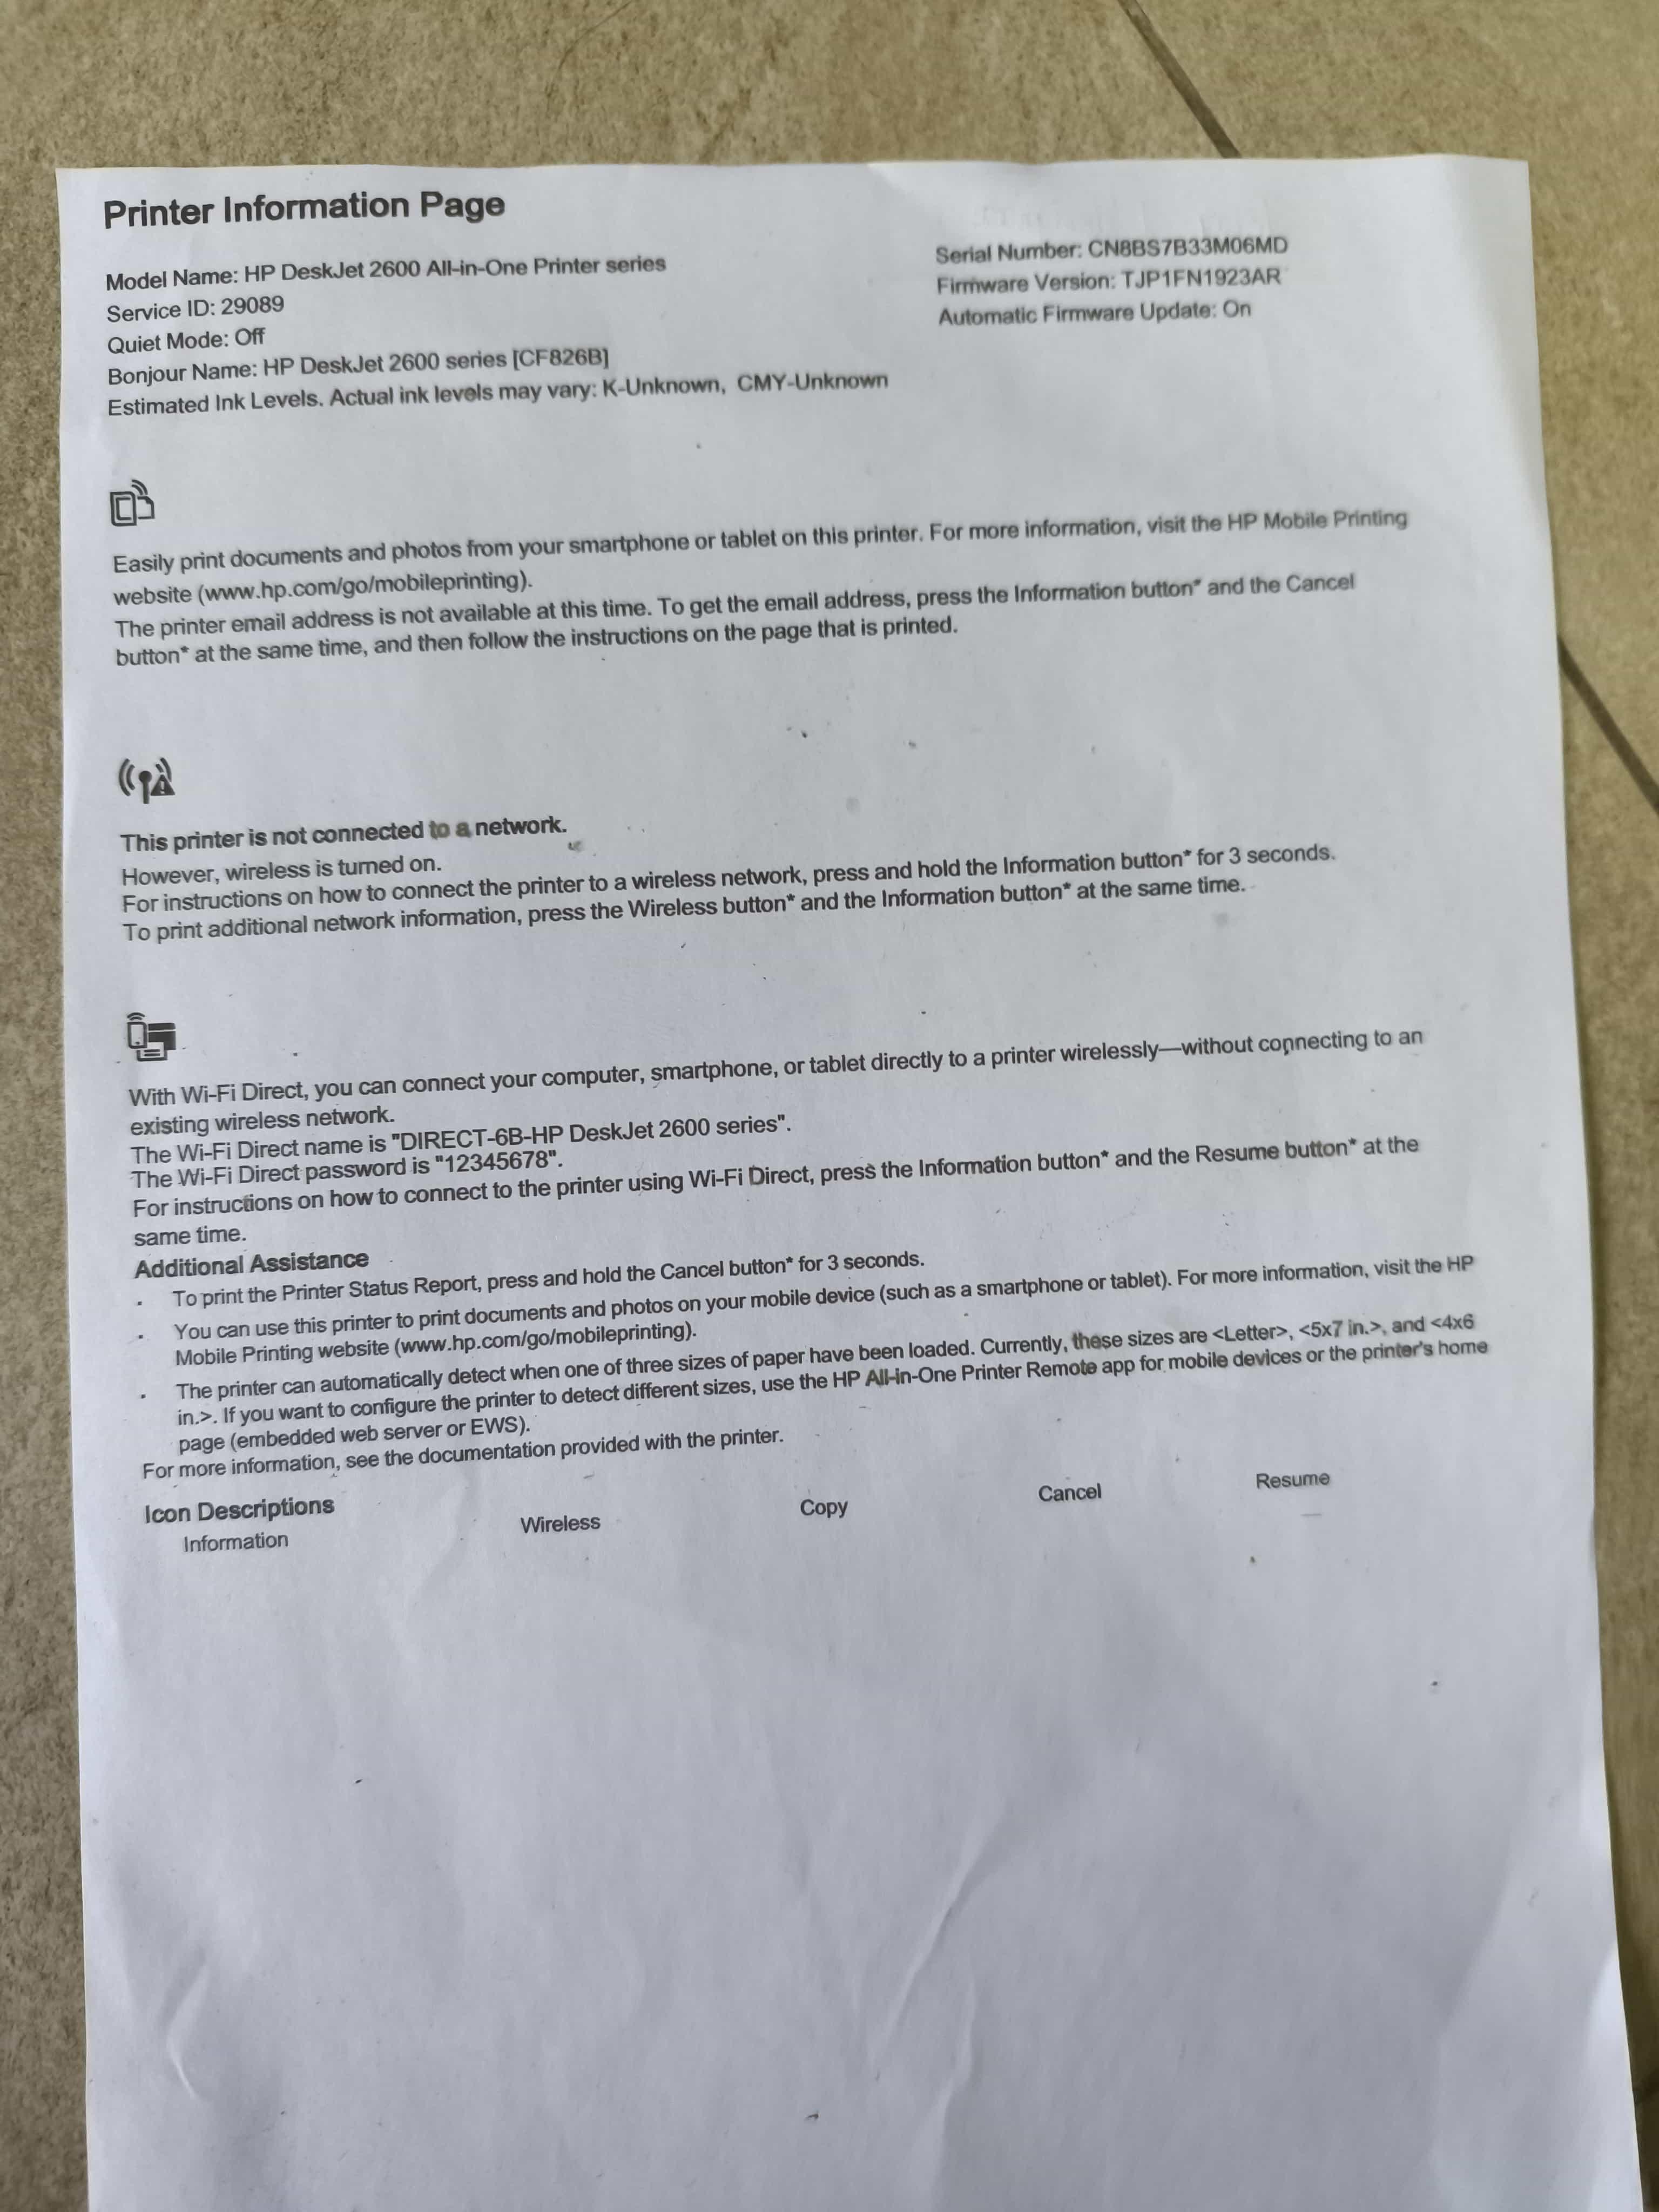 Printer Information Page
Model Name: HP DeskJet 2600 All-in-One Printer series
Service ID: 29089
Quiet Mode: Off
Bonjour Name: HP DeskJet 2600 series [CF826B]
Estimated Ink Levels. Actual ink levels may vary: K-Unknown, CMY-Unknown
Serial Number: CN8BS7B33M06MD
Firmware Version: TJP1FN1923AR
Automatic Firmware Update: On
Easily print documents and photos from your smartphone or tablet on this printer. For more information, visit the HP Mobile Printing
website (www.hp.com/go/mobileprinting).
The printer email address is not available at this time. To get the email address, press the Information button* and the Cancel
button* at the same time, and then follow the instructions on the page that is printed.
This printer is not connected to a network.
However, wireless is turned on.
For instructions on how to connect the printer to a wireless network, press and hold the Information button* for 3 seconds.
To print additional network information, press the Wireless button* and the Information button* at the same time.
With Wi-Fi Direct, you can connect your computer, smartphone, or tablet directly to a printer wirelessly—without connecting to an
existing wireless network.
The Wi-Fi Direct name is "DIRECT-6B-HP DeskJet 2600 series".
The Wi-Fi Direct password is "12345678".
For instructions on how to connect to the printer using Wi-Fi Direct, press the Information button* and the Resume button* at the
same time.
Additional Assistance
• To print the Printer Status Report, press and hold the Cancel button* for 3 seconds.
• You can use this printer to print documents and photos on your mobile device (such as a smartphone or tablet). For more information, visit the HP
Mobile Printing website (www.hp.com/go/mobileprinting).
• The printer can automatically detect when one of three sizes of paper have been loaded. Currently, these sizes are <Letter>, <5x7 in.>, and <4x6
in.>. If you want to configure the printer to detect different sizes, use the HP All-in-One Printer Remote app for mobile devices or the printer's home
page (embedded web server or EWS).
For more information, see the documentation provided with the printer.
Icon Descriptions
Information Wireless Copy Cancel Resume